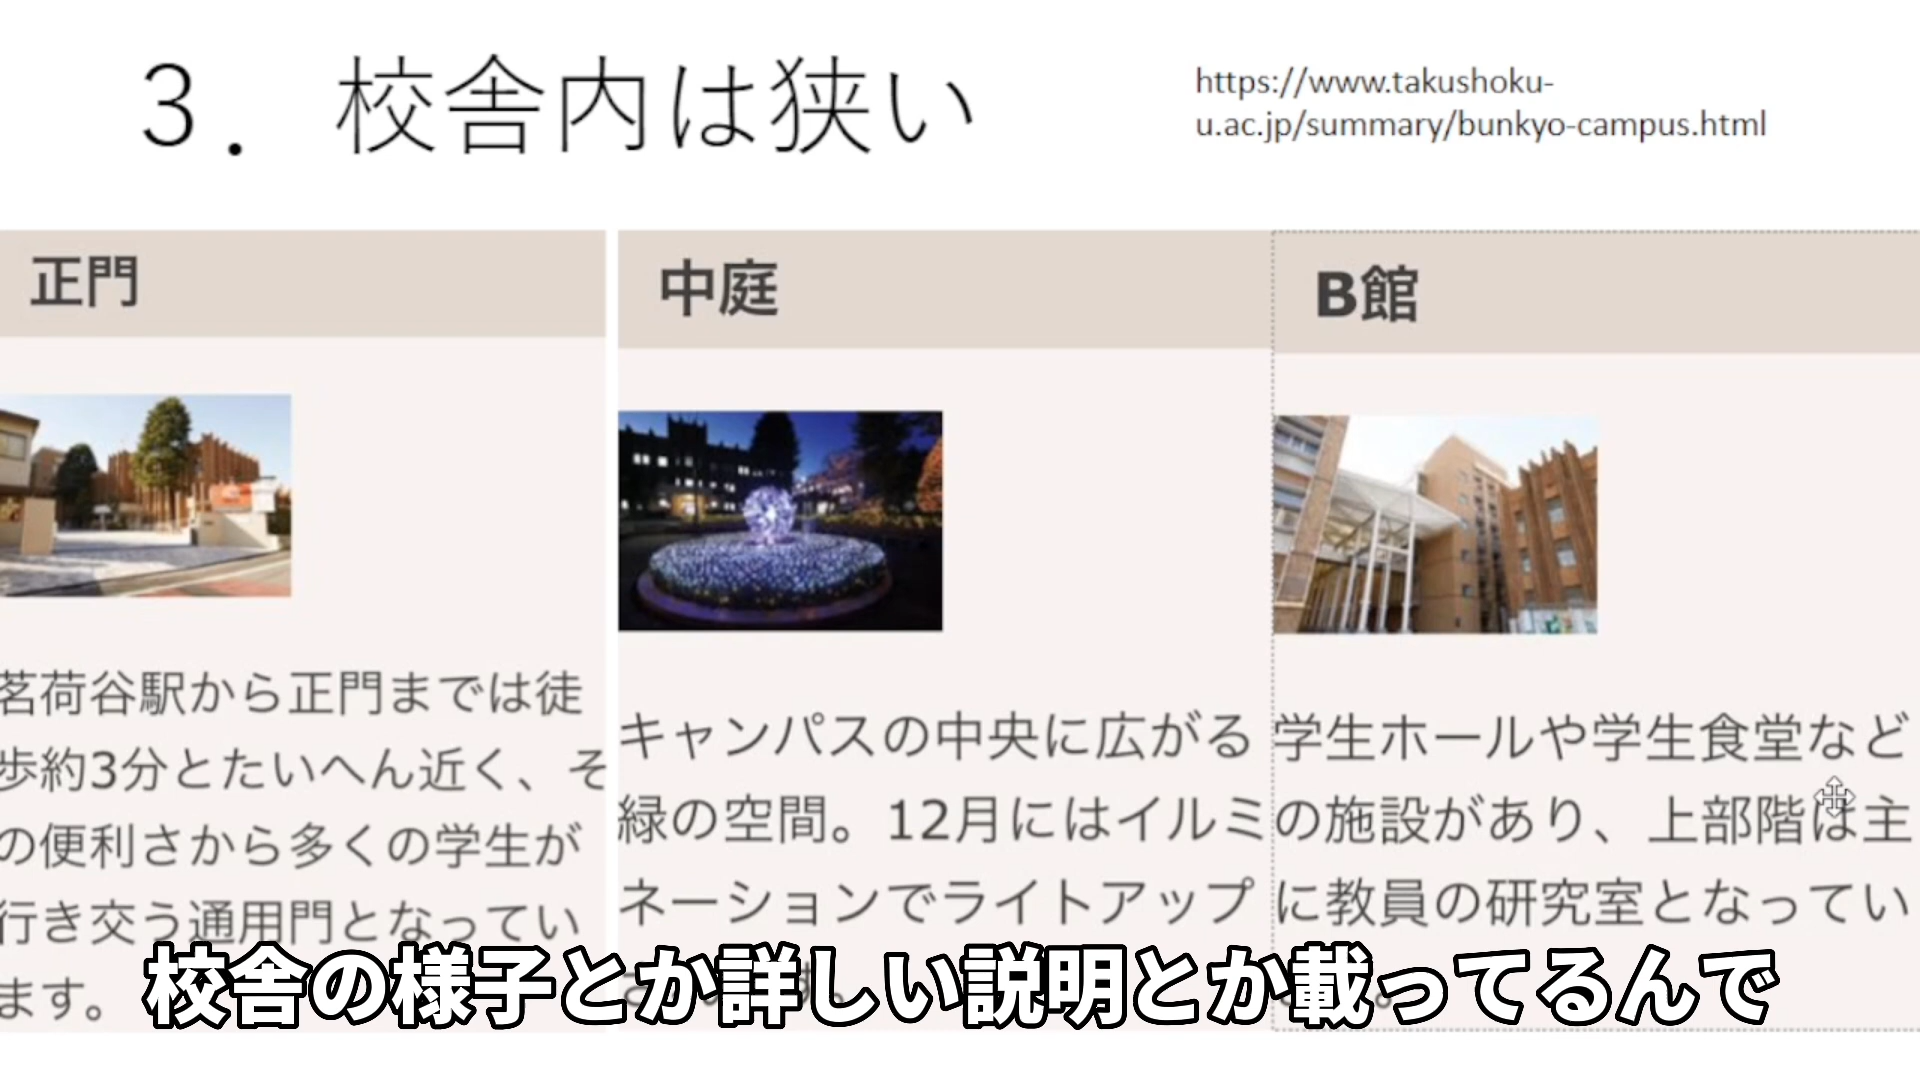 3. 校舎内は狭い
https://www.takushoku-
u.ac.jp/summary/bunkyo-campus.html
正門
茗荷谷駅から正門までは徒
歩約3分とたいへん近く、そ
の便利さから多くの学生が
行き交う通用門となってい
ます。
中庭
キャンパスの中央に広がる
緑の空間。12月にはイルミ
ネーションでライトアップ
B館
学生ホールや学生食堂など
の施設があり、上部階は主
に教員の研究室となってい
校舎の様子とか詳しい説明とか載ってるんで